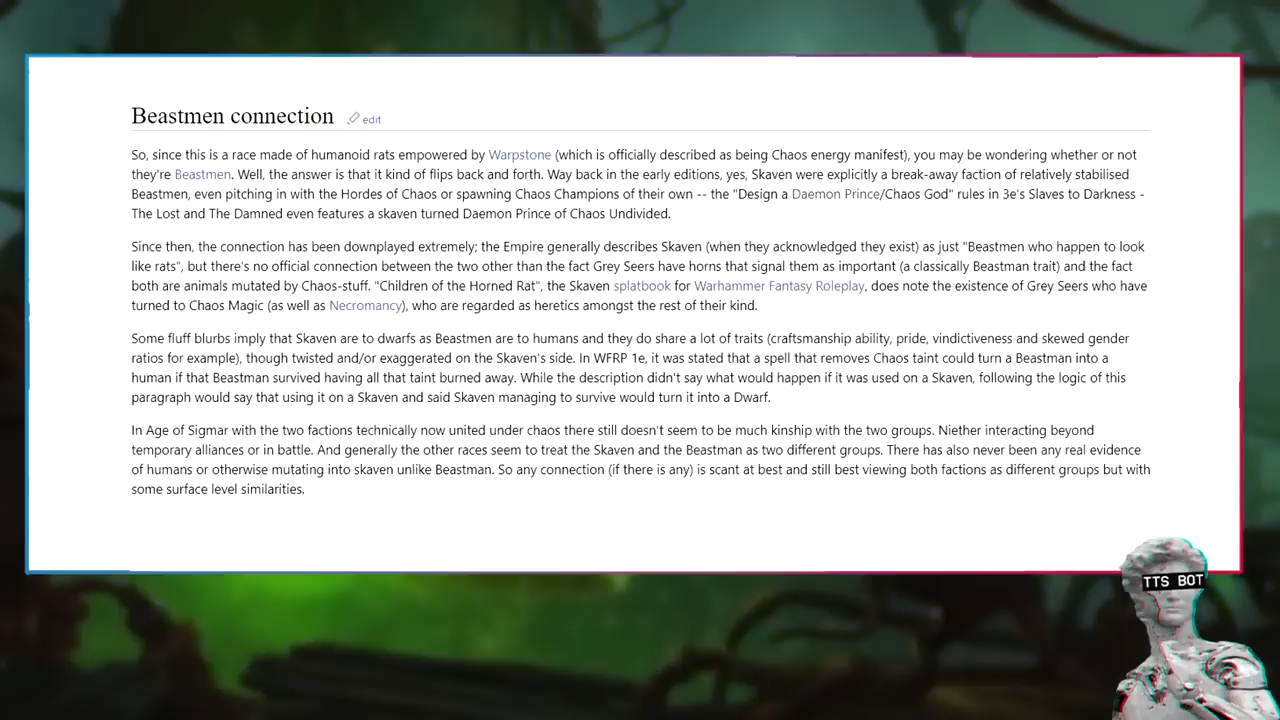 Beastmen connection edit
So, since this is a race made of humanoid rats empowered by Warpstone (which is officially described as being Chaos energy manifest), you may be wondering whether or not
they're Beastmen. Well, the answer is that it kind of flips back and forth. Way back in the early editions, yes, Skaven were explicitly a break-away faction of relatively stabilised
Beastmen, even pitching in with the Hordes of Chaos or spawning Chaos Champions of their own -- the "Design a Daemon Prince/Chaos God" rules in 3e's Slaves to Darkness -
The Lost and The Damned even features a skaven turned Daemon Prince of Chaos Undivided.
Since then, the connection has been downplayed extremely; the Empire generally describes Skaven (when they acknowledged they exist) as just "Beastmen who happen to look
like rats", but there's no official connection between the two other than the fact Grey Seers have horns that signal them as important (a classically Beastman trait) and the fact
both are animals mutated by Chaos-stuff. "Children of the Horned Rat", the Skaven splatbook for Warhammer Fantasy Roleplay, does note the existence of Grey Seers who have
turned to Chaos Magic (as well as Necromancy), who are regarded as heretics amongst the rest of their kind.
Some fluff blurbs imply that Skaven are to dwarfs as Beastmen are to humans and they do share a lot of traits (craftsmanship ability, pride, vindictiveness and skewed gender
ratios for example), though twisted and/or exaggerated on the Skaven's side. In WFRP 1e, it was stated that a spell that removes Chaos taint could turn a Beastman into a
human if that Beastman survived having all that taint burned away. While the description didn't say what would happen if it was used on a Skaven, following the logic of this
paragraph would say that using it on a Skaven and said Skaven managing to survive would turn it into a Dwarf.
In Age of Sigmar with the two factions technically now united under chaos there still doesn't seem to be much kinship with the two groups. Niether interacting beyond
temporary alliances or in battle. And generally the other races seem to treat the Skaven and the Beastman as two different groups. There has also never been any real evidence
of humans or otherwise mutating into skaven unlike Beastman. So any connection (if there is any) is scant at best and still best viewing both factions as different groups but with
some surface level similarities.
TTS BOT